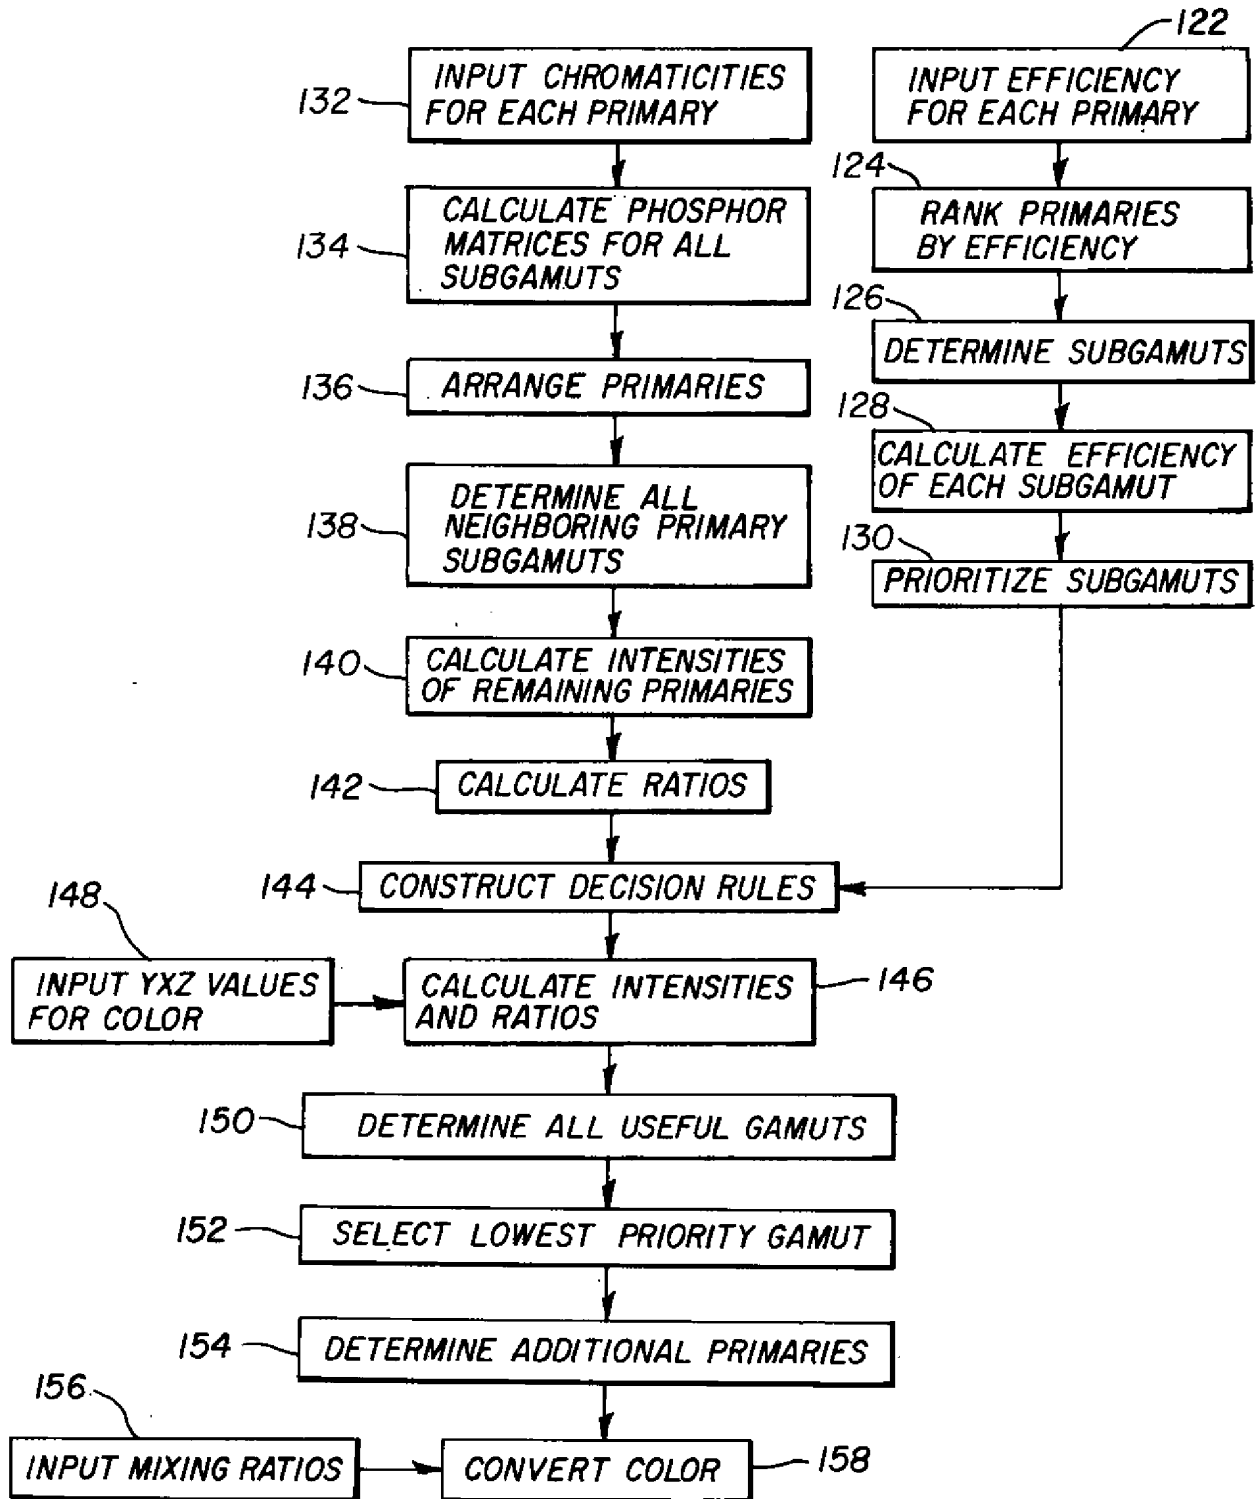 122
INPUT CHROMATICITIES
FOR EACH PRIMARY
132
INPUT EFFICIENCY
FOR EACH PRIMARY
124
CALCULATE PHOSPHOR
MATRICES FOR ALL
SUBGAMUTS
134
RANK PRIMARIES
BY EFFICIENCY
126
DETERMINE SUBGAMUTS
136
ARRANGE PRIMARIES
128
CALCULATE EFFICIENCY
OF EACH SUBGAMUT
138
DETERMINE ALL
NEIGHBORING PRIMARY
SUBGAMUTS
130
PRIORITIZE SUBGAMUTS
140
CALCULATE INTENSITIES
OF REMAINING PRIMARIES
142
CALCULATE RATIOS
144
CONSTRUCT DECISION RULES
148
INPUT YXZ VALUES
FOR COLOR
CALCULATE INTENSITIES
AND RATIOS
146
150
DETERMINE ALL USEFUL GAMUTS
152
SELECT LOWEST PRIORITY GAMUT
154
DETERMINE ADDITIONAL PRIMARIES
156
INPUT MIXING RATIOS
CONVERT COLOR
158